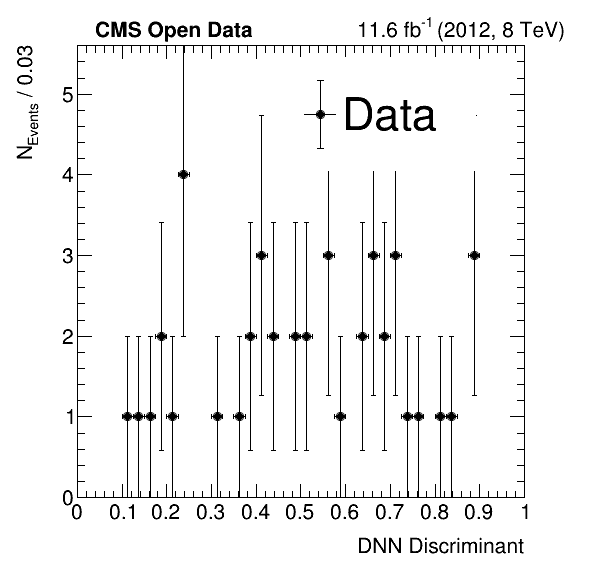 CMS Open Data 11.6 fb-1 (2012, 8 TeV)
NEvents / 0.03
5
4
3
2
1
0
Data
0 0.1 0.2 0.3 0.4 0.5 0.6 0.7 0.8 0.9 1
DNN Discriminant